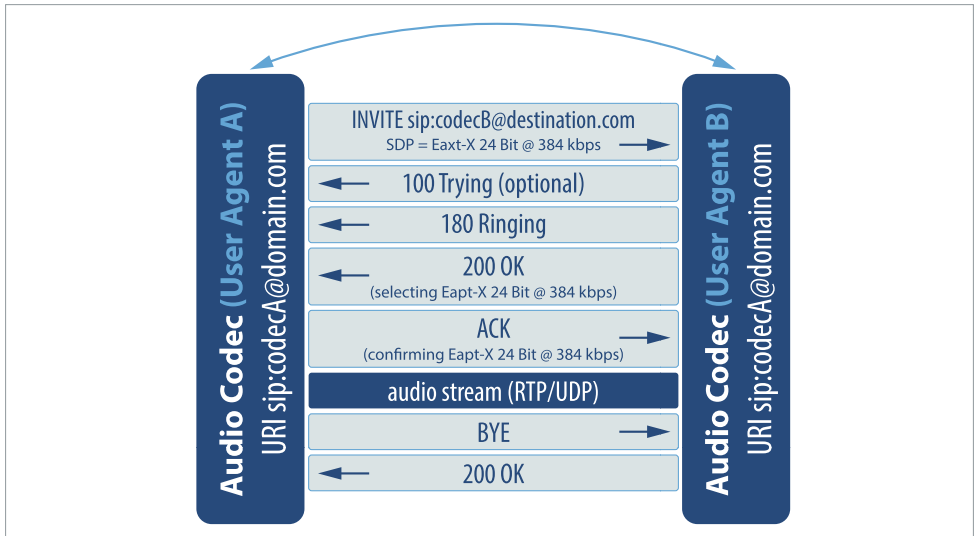 Audio Codec (User Agent A)
URI sip:codecA@domain.com
INVITE sip:codecB@destination.com
SDP = Eaxt-X 24 Bit @ 384 kbps
100 Trying (optional)
180 Ringing
200 OK
(selecting Eapt-X 24 Bit @ 384 kbps)
ACK
(confirming Eapt-X 24 Bit @ 384 kbps)
audio stream (RTP/UDP)
BYE
200 OK
Audio Codec (User Agent B)
URI sip:codecA@domain.com